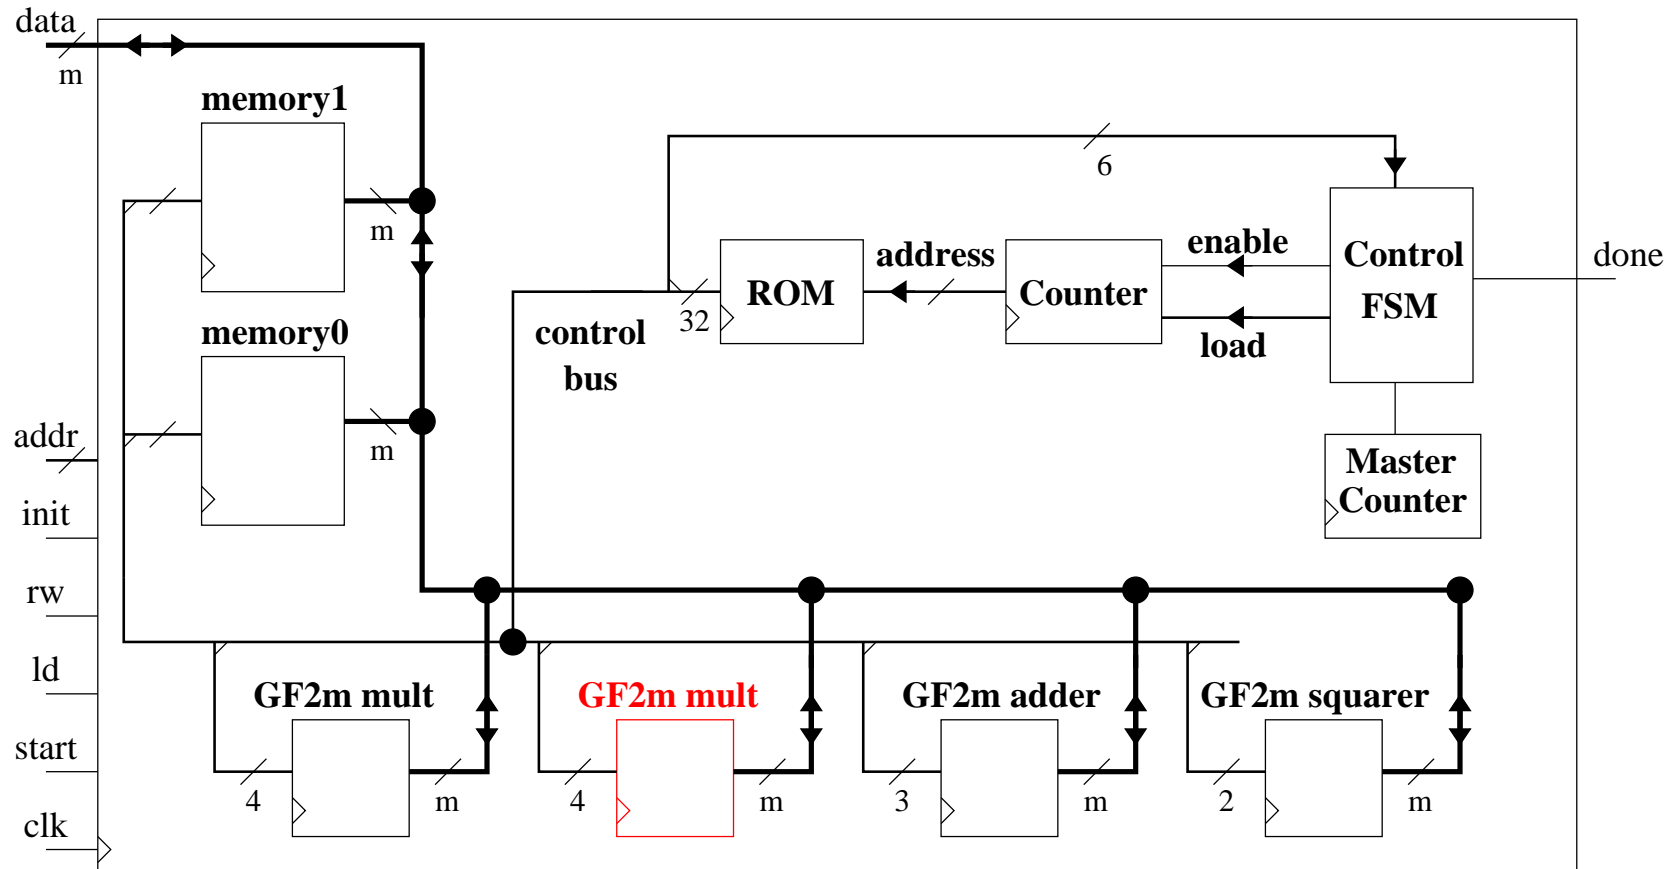 data
m
memory1
m
memory0
m
addr
init
rw
ld
start
clk
6
ROM
32
control
bus
address
Counter
enable
load
Control
FSM
done
Master
Counter
GF2m mult
4
m
GF2m mult
4
m
GF2m adder
3
m
GF2m squarer
2
m